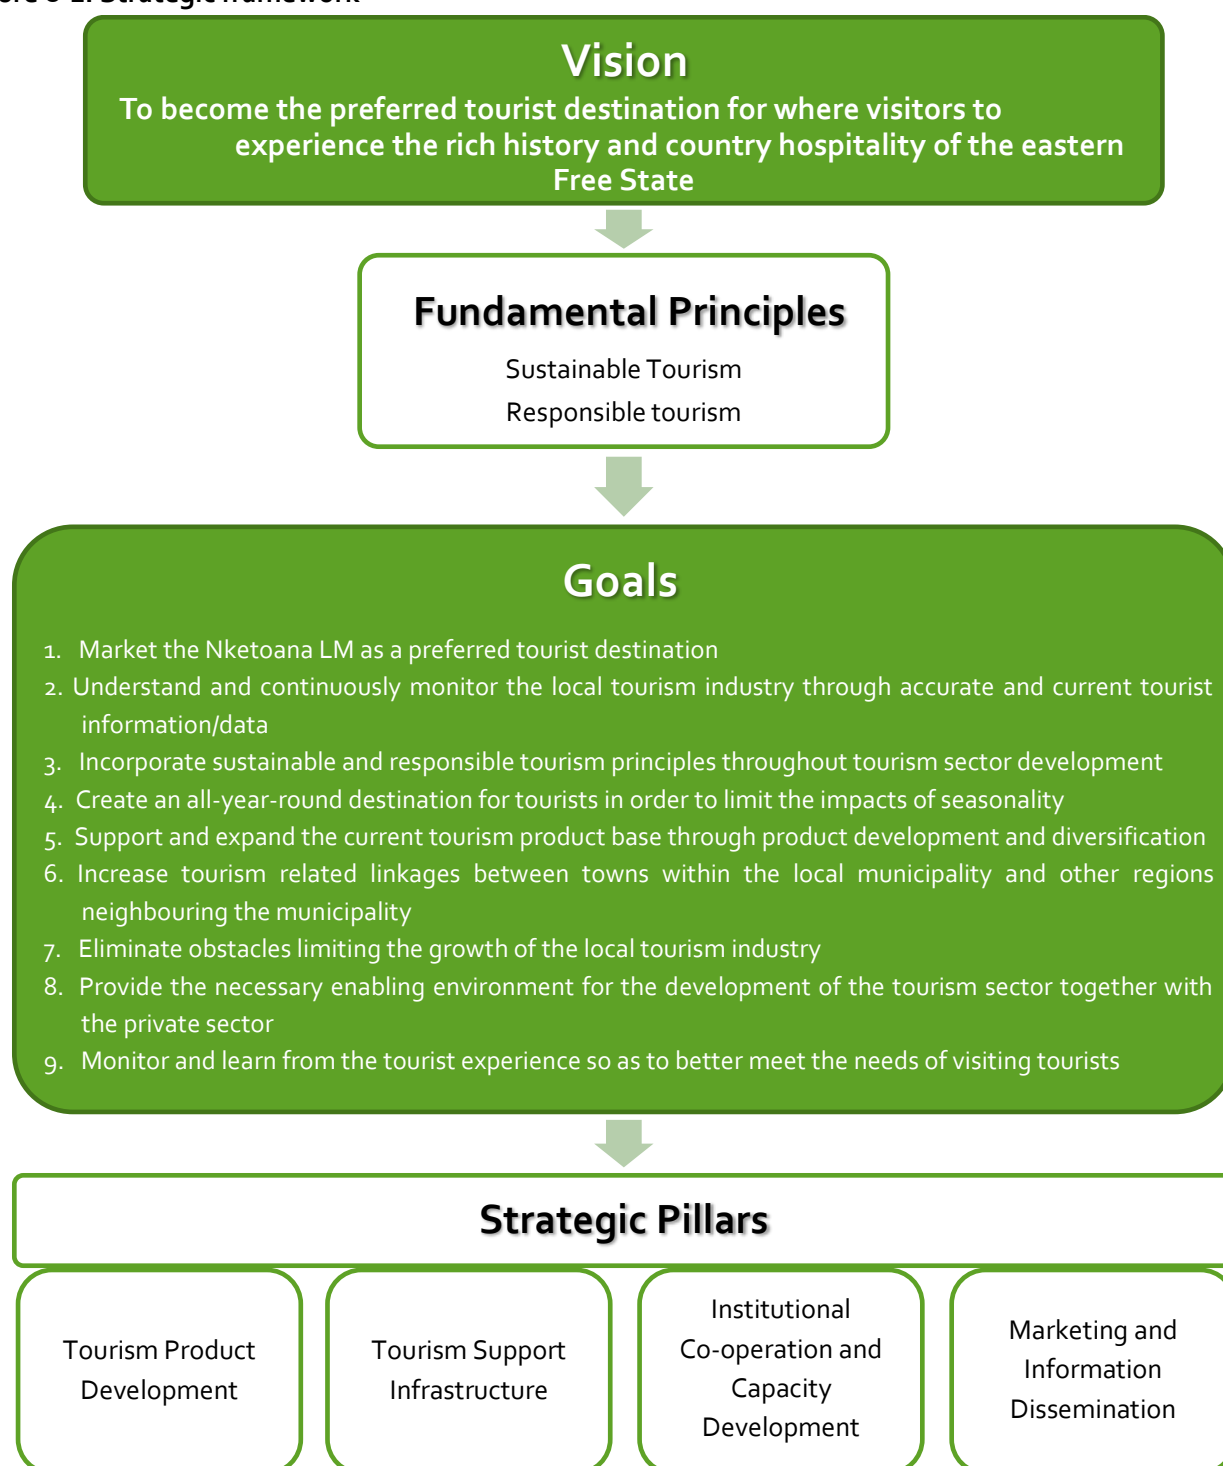 Strategic framework
Vision
To become the preferred tourist destination for where visitors to
experience the rich history and country hospitality of the eastern
Free State
Fundamental Principles
Sustainable Tourism
Responsible tourism
Goals
1. Market the Nketoana LM as a preferred tourist destination
2. Understand and continuously monitor the local tourism industry through accurate and current tourist
information/data
3. Incorporate sustainable and responsible tourism principles throughout tourism sector development
4. Create an all-year-round destination for tourists in order to limit the impacts of seasonality
5. Support and expand the current tourism product base through product development and diversification
6. Increase tourism related linkages between towns within the local municipality and other regions
neighbouring the municipality
7. Eliminate obstacles limiting the growth of the local tourism industry
8. Provide the necessary enabling environment for the development of the tourism sector together with
the private sector
9. Monitor and learn from the tourist experience so as to better meet the needs of visiting tourists
Strategic Pillars
Tourism Product
Development
Tourism Support
Infrastructure
Institutional
Co-operation and
Capacity
Development
Marketing and
Information
Dissemination